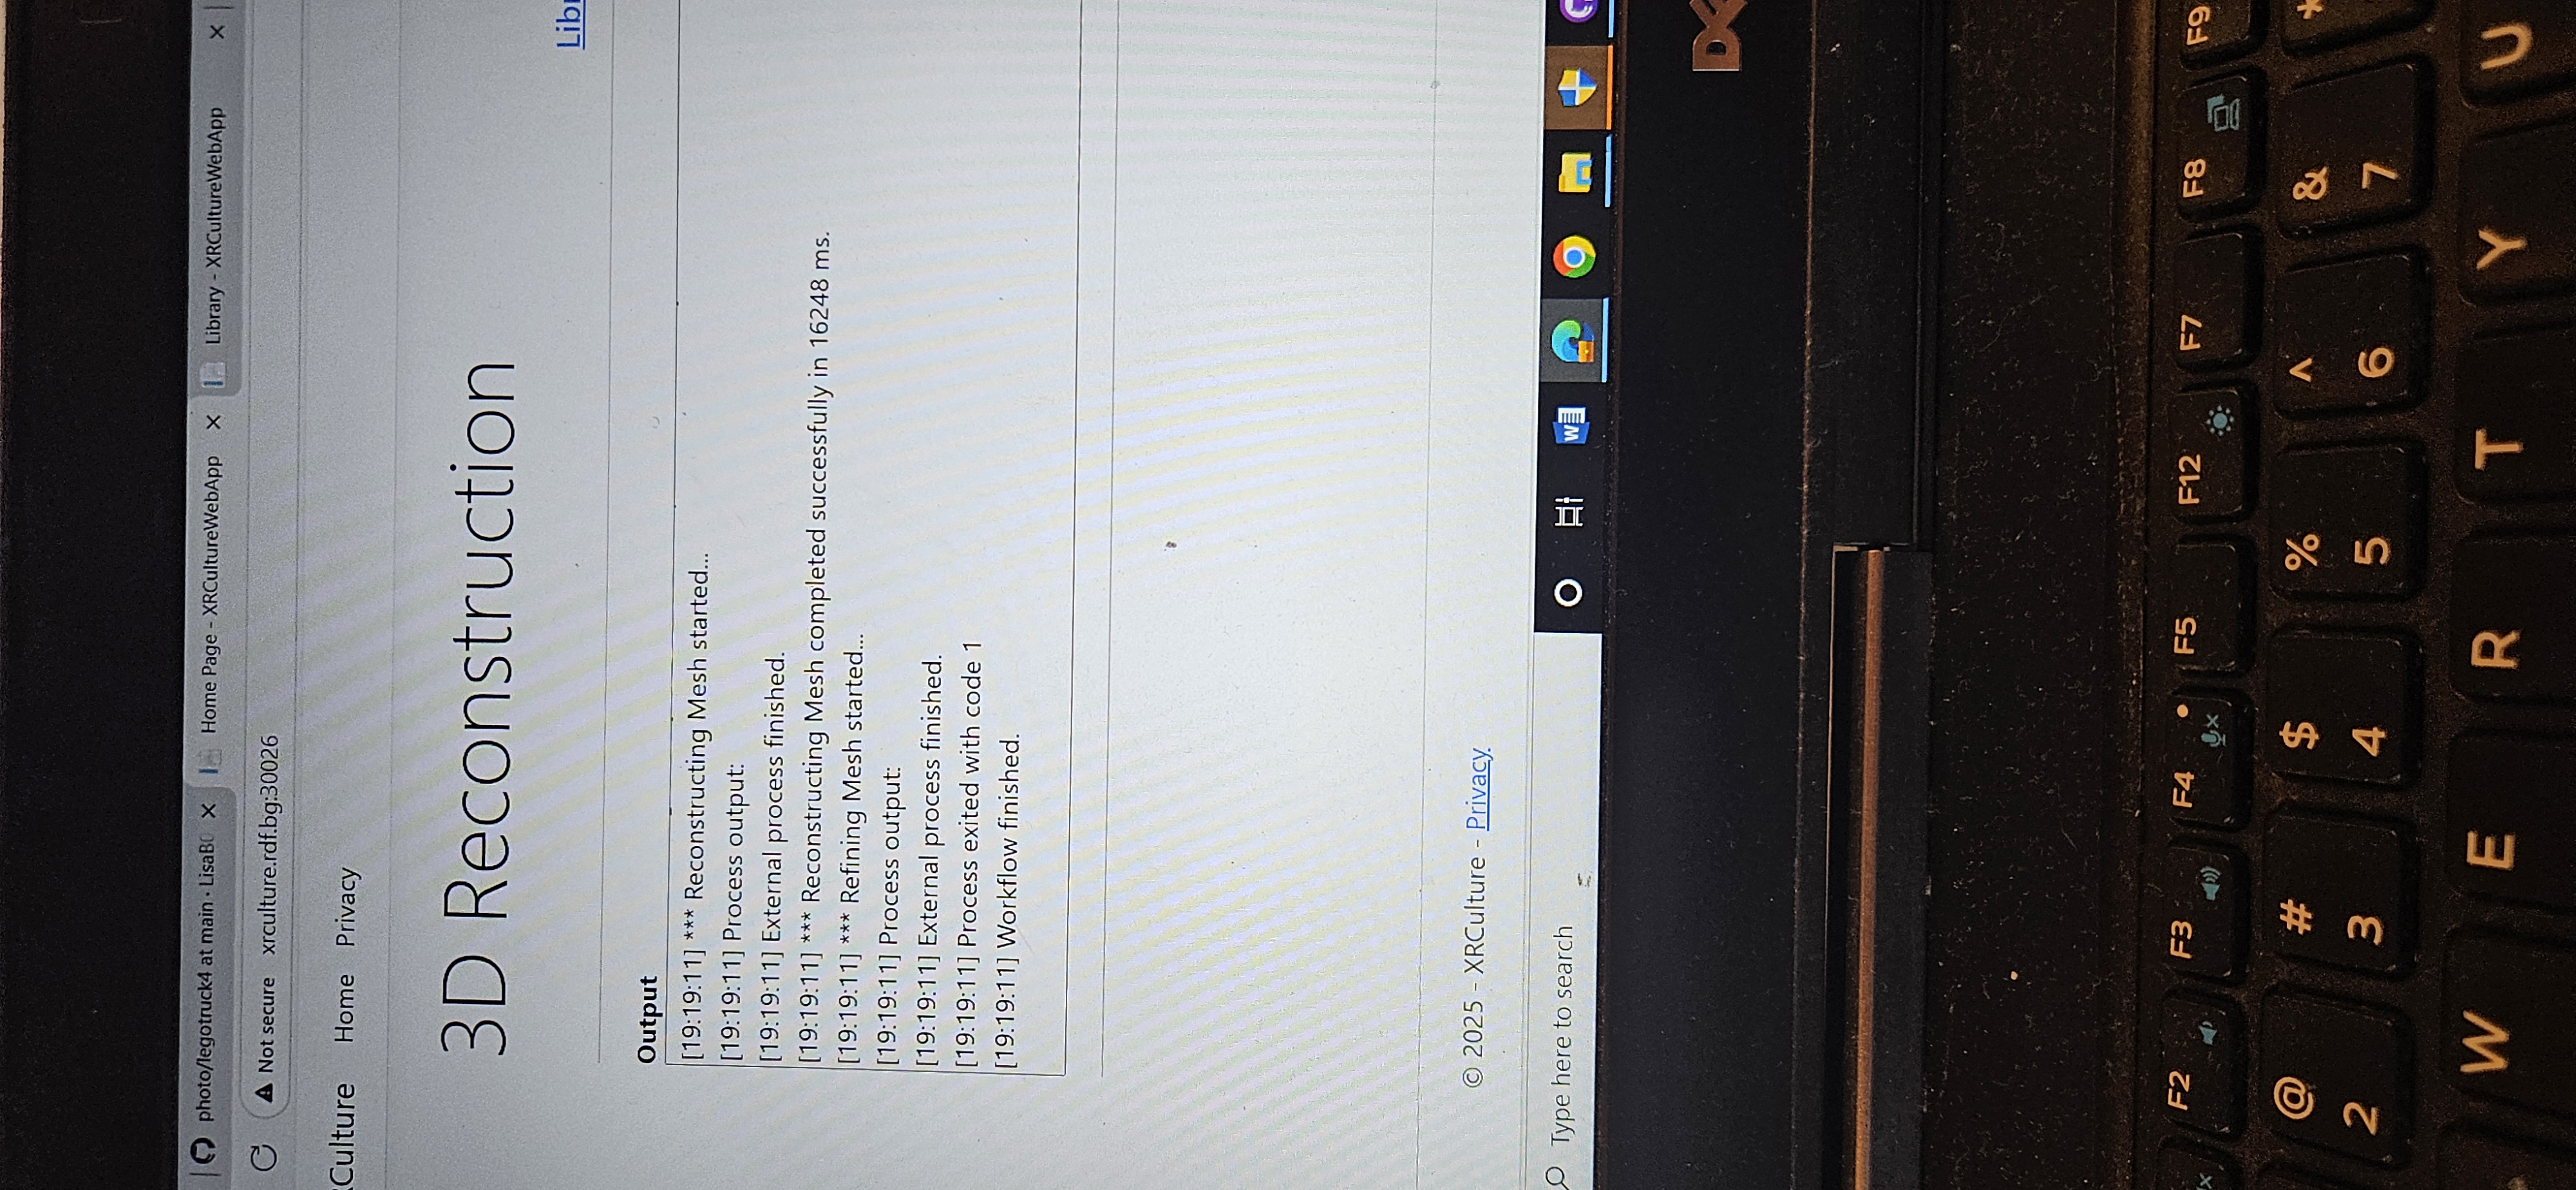 photo/legotruck4 at main · LisaB
Home Page - XRCultureWebApp
Library - XRCultureWebApp
Not secure xrculture.rdf.bg:30026
Culture Home Privacy
3D Reconstruction
Libr
Output
[19:19:11] *** Reconstructing Mesh started...
[19:19:11] Process output:
[19:19:11] External process finished.
[19:19:11] *** Reconstructing Mesh completed successfully in 16248 ms.
[19:19:11] *** Refining Mesh started...
[19:19:11] Process output:
[19:19:11] External process finished.
[19:19:11] Process exited with code 1
[19:19:11] Workflow finished.
© 2025 - XRCulture - Privacy
Type here to search
W
F2 F3 F4 F5 F12 F7 F8 F9
@ # $ % ^ & *
2 3 4 5 6 7
W E R T Y U